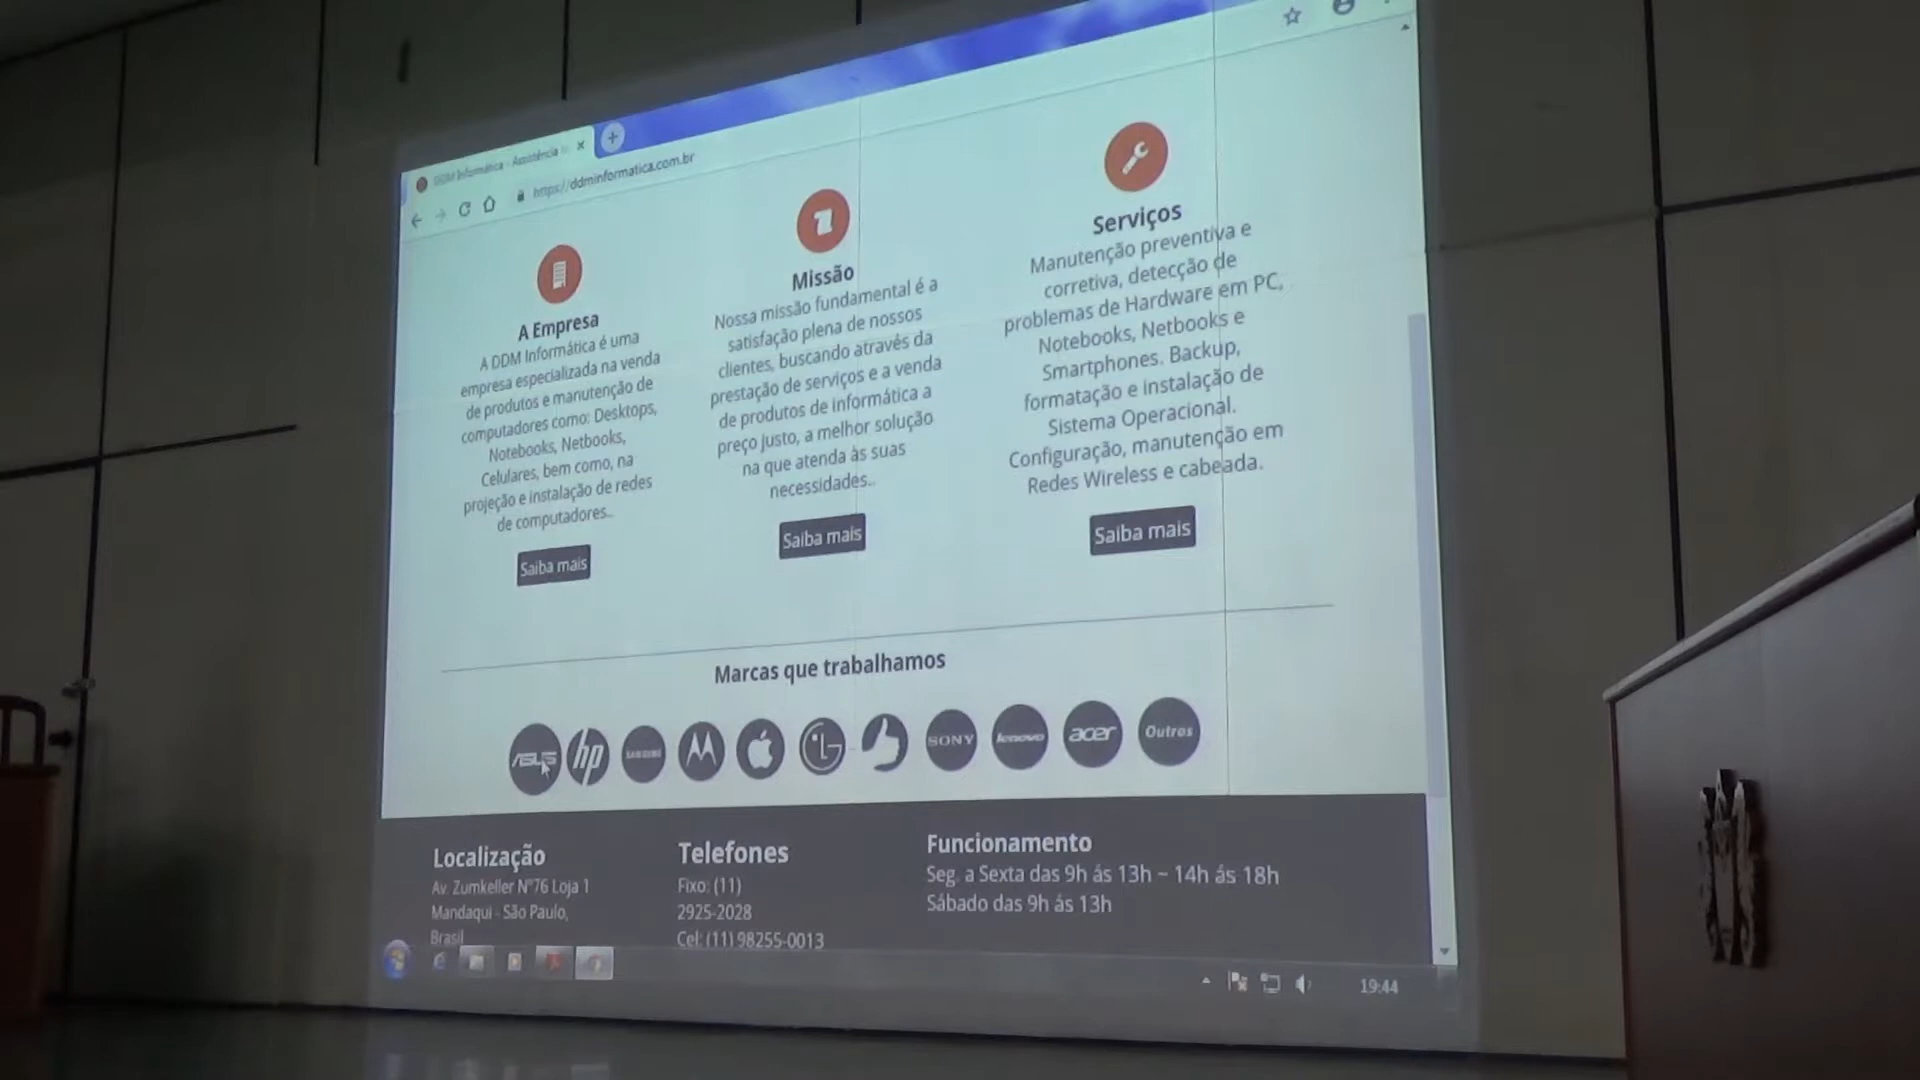 DDM Informática - Assistência
https://ddminformatica.com.br
A Empresa
A DDM Informática é uma
empresa especializada na venda
de produtos e manutenção de
computadores como: Desktops,
Notebooks, Netbooks,
Celulares, bem como, na
projeção e instalação de redes
de computadores..
Saiba mais
Missão
Nossa missão fundamental é a
satisfação plena de nossos
clientes, buscando através da
prestação de serviços e a venda
de produtos de informática a
preço justo, a melhor solução
na que atenda às suas
necessidades..
Saiba mais
Serviços
Manutenção preventiva e
corretiva, detecção de
problemas de Hardware em PC,
Notebooks, Netbooks e
Smartphones. Backup,
formatação e instalação de
Sistema Operacional.
Configuração, manutenção em
Redes Wireless e cabeada.
Saiba mais
Marcas que trabalhamos
ASUS hp SAMSUNG LG SONY lenovo acer Outros
Localização
Av. Zumkeller N°76 Loja 1
Mandaqui - São Paulo,
Brasil
Telefones
Fixo: (11)
2925-2028
Cel: (11) 98255-0013
Funcionamento
Seg. a Sexta das 9h ás 13h – 14h ás 18h
Sábado das 9h ás 13h
19:44